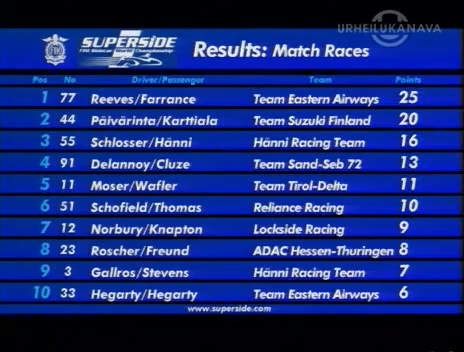 URHEILUKANAVA
SUPERSIDE
FIM Sidecar World Championship
Results: Match Races
Pos No Driver/Passenger Team Points
1 77 Reeves/Farrance Team Eastern Airways 25
2 44 Päivärinta/Karttiala Team Suzuki Finland 20
3 55 Schlosser/Hänni Hänni Racing Team 16
4 91 Delannoy/Cluze Team Sand-Seb 72 13
5 11 Moser/Wafler Team Tirol-Delta 11
6 51 Schofield/Thomas Reliance Racing 10
7 12 Norbury/Knapton Lockside Racing 9
8 23 Roscher/Freund ADAC Hessen-Thuringen 8
9 3 Gallros/Stevens Hänni Racing Team 7
10 33 Hegarty/Hegarty Team Eastern Airways 6
www.superside.com